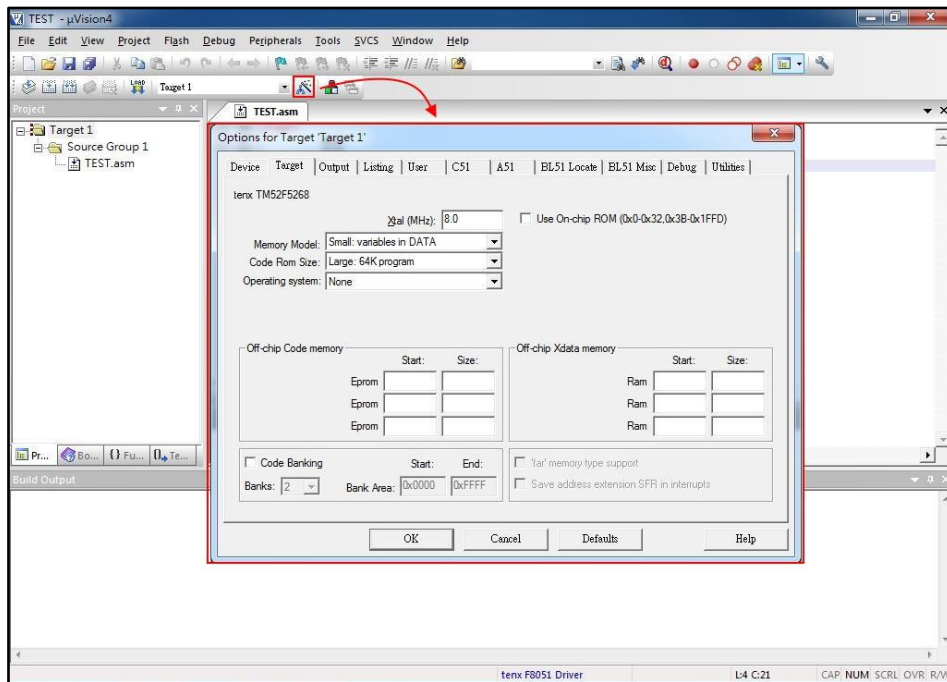 TEST - µVision4
File Edit View Project Flash Debug Peripherals Tools SVCS Window Help
LOAD Target 1
Project
TEST.asm
Target 1
Source Group 1
TEST.asm
Options for Target 'Target 1'
Device Target Output Listing User C51 A51 BL51 Locate BL51 Misc Debug Utilities
tenx TM52F5268
Xtal (MHz): 8.0 Use On-chip ROM (0x0-0x32,0x3B-0x1FFD)
Memory Model: Small: variables in DATA
Code Rom Size: Large: 64K program
Operating system: None
Off-chip Code memory
Start: Size:
Eprom
Eprom
Eprom
Off-chip Xdata memory
Start: Size:
Ram
Ram
Ram
Code Banking Start: End:
Banks: 2 Bank Area: 0x0000 0xFFFF
'far' memory type support
Save address extension SFR in interrupts
OK Cancel Defaults Help
Pr... Bo... {} Fu... Te...
Build Output
tenx F8051 Driver L:4 C:21 CAP NUM SCRL OVR R/W